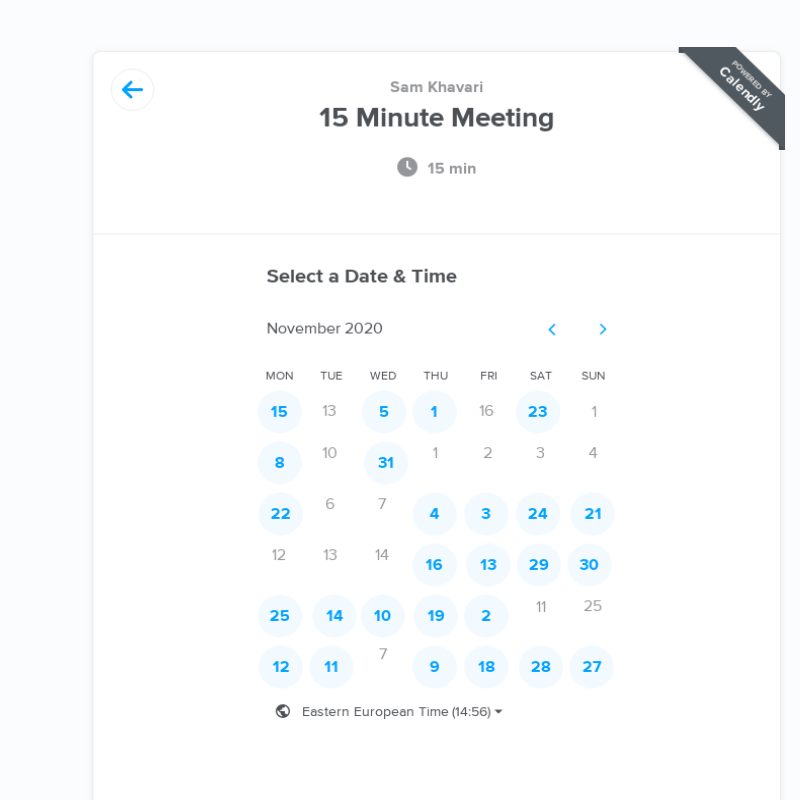 POWERED BY
Calendly
Sam Khavari
15 Minute Meeting
15 min
Select a Date & Time
November 2020
MON TUE WED THU FRI SAT SUN
15 13 5 1 16 23 1
8 10 31 1 2 3 4
22 6 7 4 3 24 21
12 13 14 16 13 29 30
25 14 10 19 2 11 25
12 11 7 9 18 28 27
Eastern European Time (14:56)